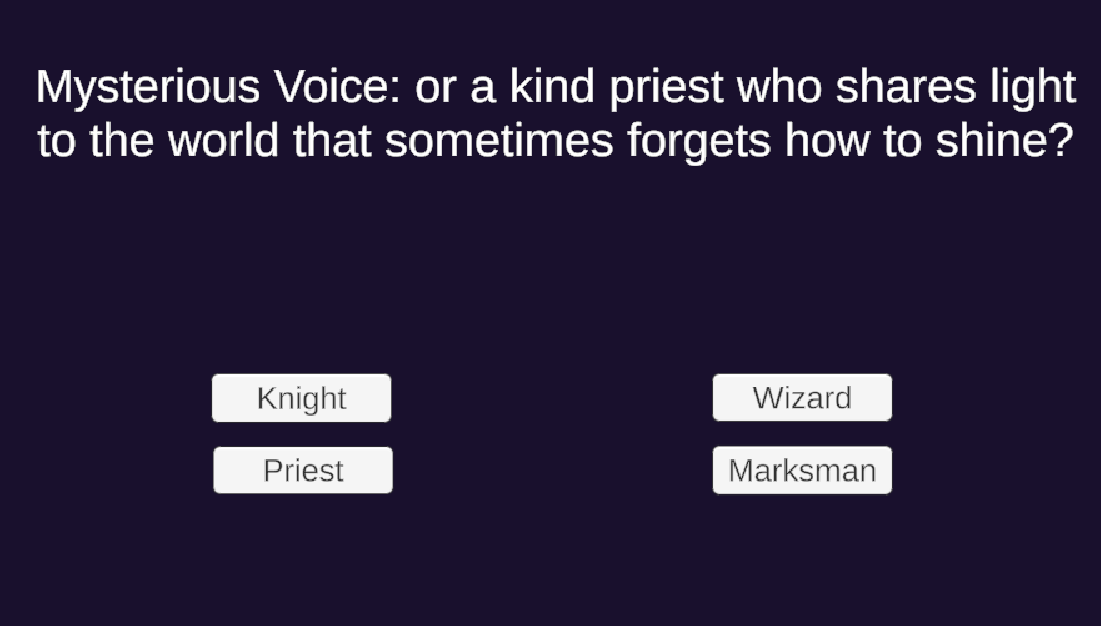 Mysterious Voice: or a kind priest who shares light
to the world that sometimes forgets how to shine?
Knight
Wizard
Priest
Marksman